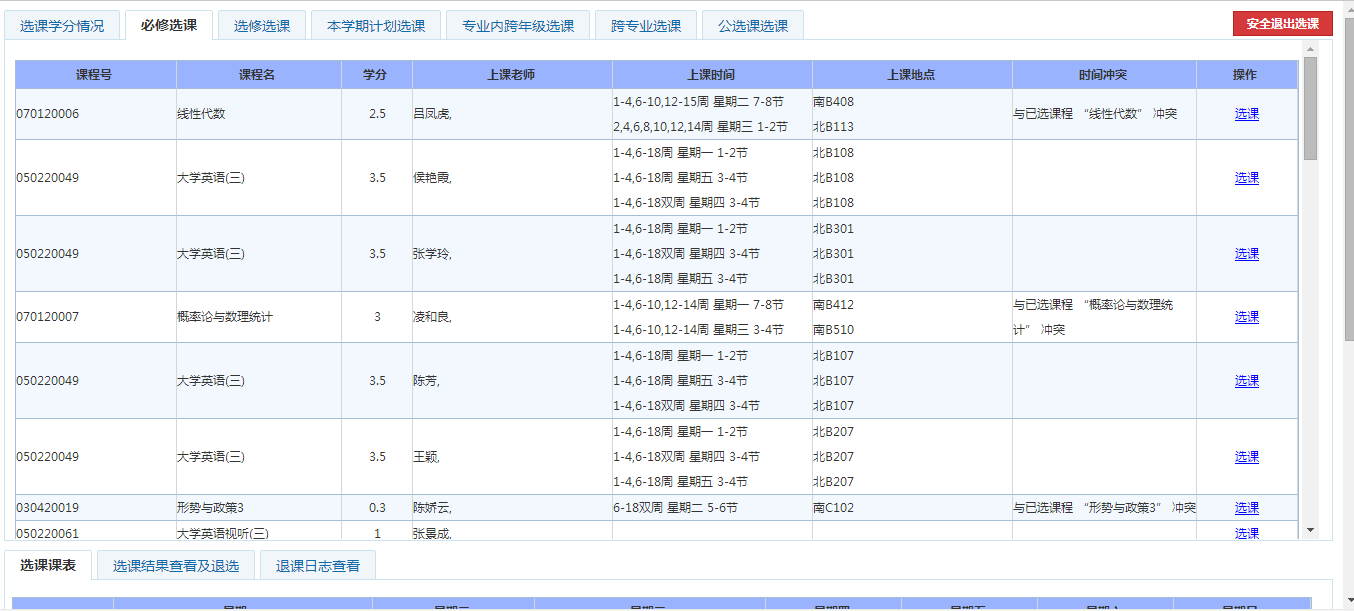 选课学分情况 必修选课 选修选课 本学期计划选课 专业内跨年级选课 跨专业选课 公选课选课 安全退出选课
课程号 课程名 学分 上课老师 上课时间 上课地点 时间冲突 操作
070120006 线性代数 2.5 吕凤虎, 1-4,6-10,12-15周 星期二 7-8节 南B408 与已选课程 “线性代数” 冲突 选课
2,4,6,8,10,12,14周 星期三 1-2节 北B113
050220049 大学英语(三) 3.5 侯艳霞, 1-4,6-18周 星期一 1-2节 北B108 选课
1-4,6-18周 星期五 3-4节 北B108
1-4,6-18双周 星期四 3-4节 北B108
050220049 大学英语(三) 3.5 张学玲, 1-4,6-18周 星期一 1-2节 北B301 选课
1-4,6-18双周 星期四 3-4节 北B301
1-4,6-18周 星期五 3-4节 北B301
070120007 概率论与数理统计 3 凌和良, 1-4,6-10,12-14周 星期一 7-8节 南B412 与已选课程 “概率论与数理统 选课
1-4,6-10,12-14周 星期三 3-4节 南B510 计” 冲突
050220049 大学英语(三) 3.5 陈芳, 1-4,6-18周 星期一 1-2节 北B107 选课
1-4,6-18周 星期五 3-4节 北B107
1-4,6-18双周 星期四 3-4节 北B107
050220049 大学英语(三) 3.5 王颖, 1-4,6-18周 星期一 1-2节 北B207 选课
1-4,6-18双周 星期四 3-4节 北B207
1-4,6-18周 星期五 3-4节 北B207
030420019 形势与政策3 0.3 陈娇云, 6-18双周 星期二 5-6节 南C102 与已选课程 “形势与政策3” 冲突 选课
050220061 大学英语视听(三) 1 张景成, 选课
选课课表 选课结果查看及退选 退课日志查看